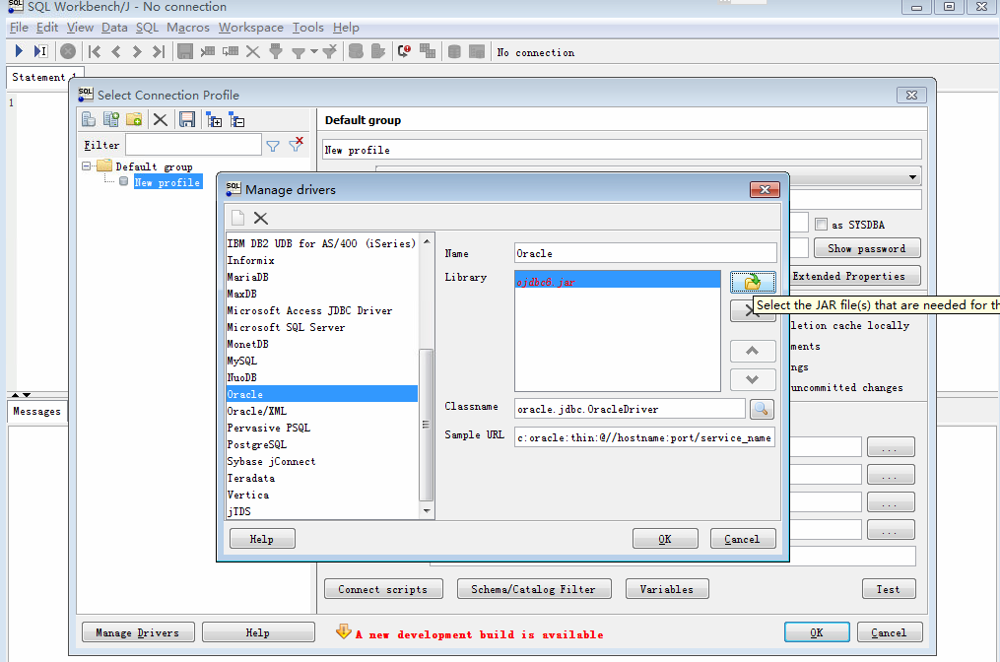 SQL Workbench/J - No connection
File Edit View Data SQL Macros Workspace Tools Help
No connection
Statement 1
1
Select Connection Profile
Default group
Filter
New profile
Default group
New profile
Manage drivers
as SYSDBA
Show password
Extended Properties
IBM DB2 UDB for AS/400 (iSeries)
Informix
MariaDB
MaxDB
Microsoft Access JDBC Driver
Microsoft SQL Server
MonetDB
MySQL
NuoDB
Oracle
Oracle/XML
Pervasive PSQL
PostgreSQL
Sybase jConnect
Teradata
Vertica
jTDS
Name
Oracle
Library
ojdbc8.jar
Select the JAR file(s) that are needed for th
letion cache locally
ments
ngs
uncommitted changes
Classname
oracle.jdbc.OracleDriver
Sample URL
c:oracle:thin:@//hostname:port/service_name
Messages
...
...
...
...
Help
OK
Cancel
Connect scripts
Schema/Catalog Filter
Variables
Test
Manage Drivers
Help
A new development build is available
OK
Cancel